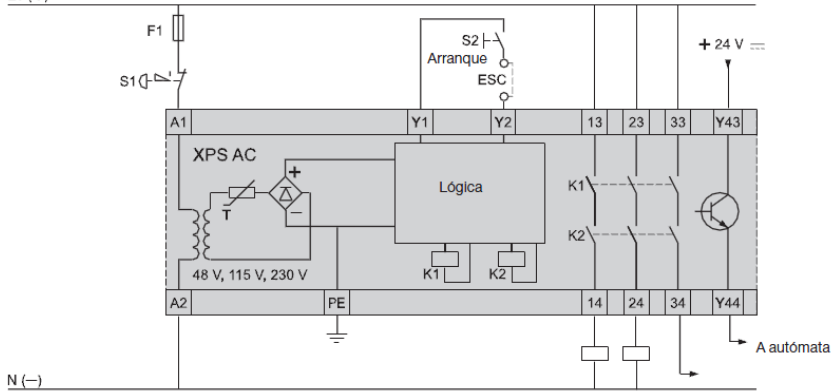 F1
S2
Arranque
ESC
+ 24 V
S1
A1
Y1
Y2
13
23
33
Y43
XPS AC
+
Lógica
K1
T
−
K2
48 V, 115 V, 230 V
K1
K2
A2
PE
14
24
34
Y44
A autómata
N (−)